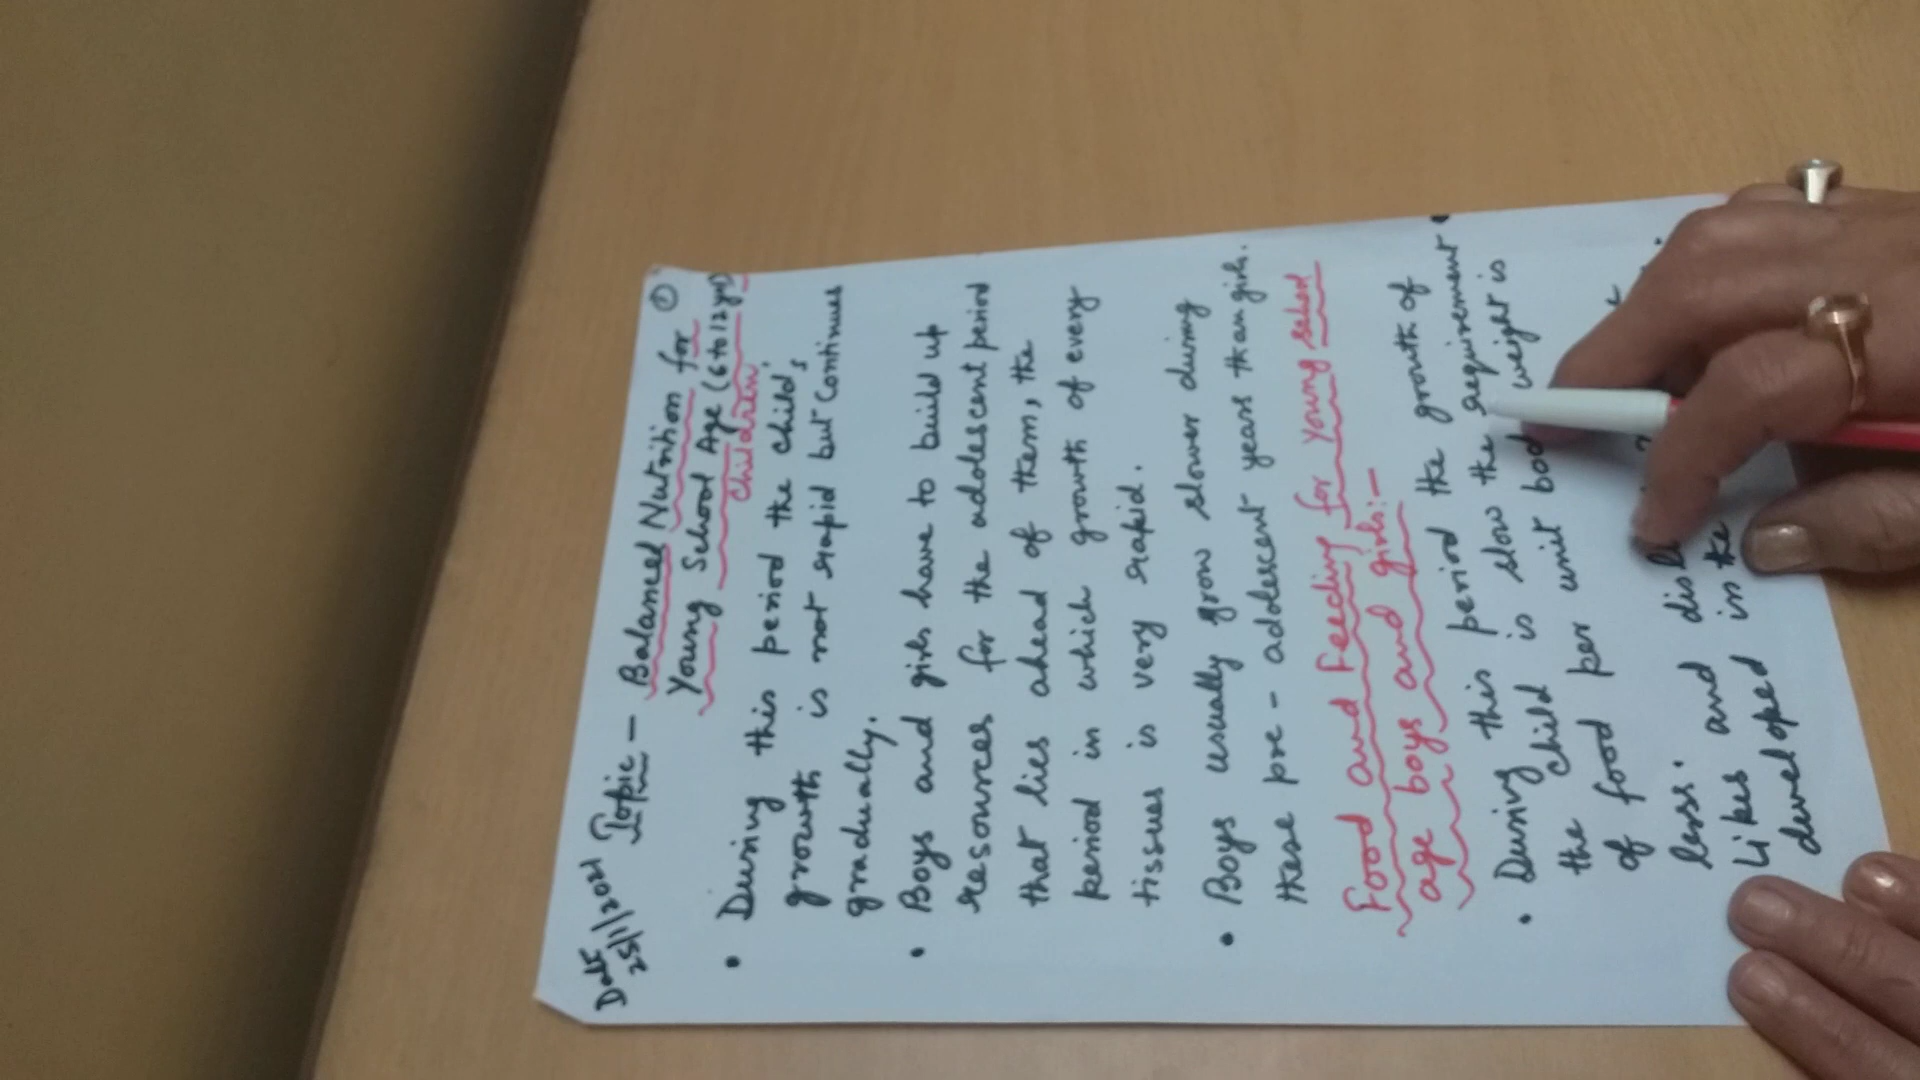 Date
25/1/2021 Topic - Balanced Nutrition for ①
Young School Age (6 to 12 yrs)
Children
• During this period the child's
growth is not rapid but continues
gradually.
• Boys and girls have to build up
resources for the adolescent period
that lies ahead of them, the
period in which growth of every
tissues is very rapid.
• Boys usually grow slower during
these pre-adolescent years than girls.
Food and Feeding for young school
age boys and girls:-
• During this period the growth of
the child is slow the requirement
of food per unit body weight is
less.
Likes and
developed in the